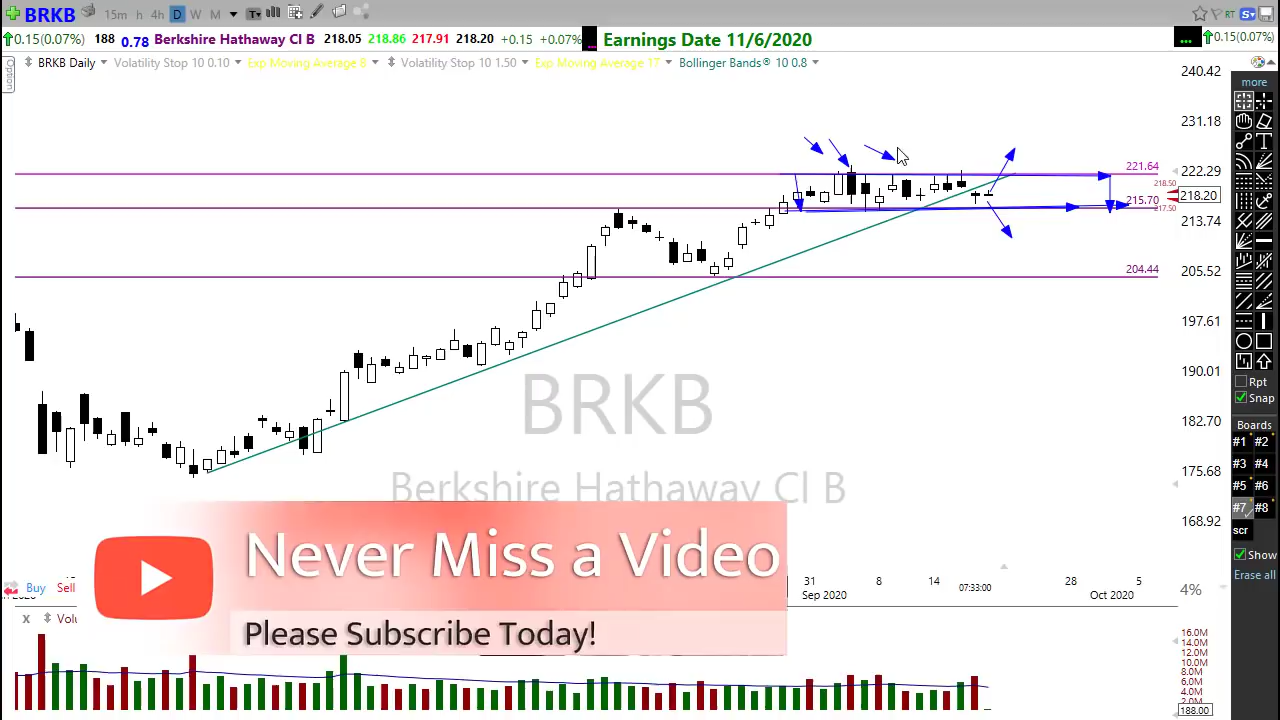 BRKB 15m h 4h D W M
0.15(0.07%) 188 0.78 Berkshire Hathaway Cl B 218.05 218.86 217.91 218.20 +0.15 +0.07% ... Earnings Date 11/6/2020 ... 0.15(0.07%)
RT
Option
BRKB Daily Volatility Stop 10 0.10 Exp Moving Average 8 Volatility Stop 10 1.50 Exp Moving Average 17 Bollinger Bands® 10 0.8
240.42
231.18
222.29
218.20
213.74
205.52
197.61
190.01
182.70
175.68
168.92
221.64
218.50
215.70
217.50
204.44
BRKB
Berkshire Hathaway Cl B
Never Miss a Video
Please Subscribe Today!
Buy Sell
31 8 14 07:33:00 28 5
Sep 2020 Oct 2020
4%
x Volu
16.0M
14.0M
12.0M
10.0M
8.0M
6.0M
4.0M
2.0M
188.00
more
T
Rpt
Snap
Boards
#1 #2
#3 #4
#5 #6
#7 #8
scr
Show
Erase all